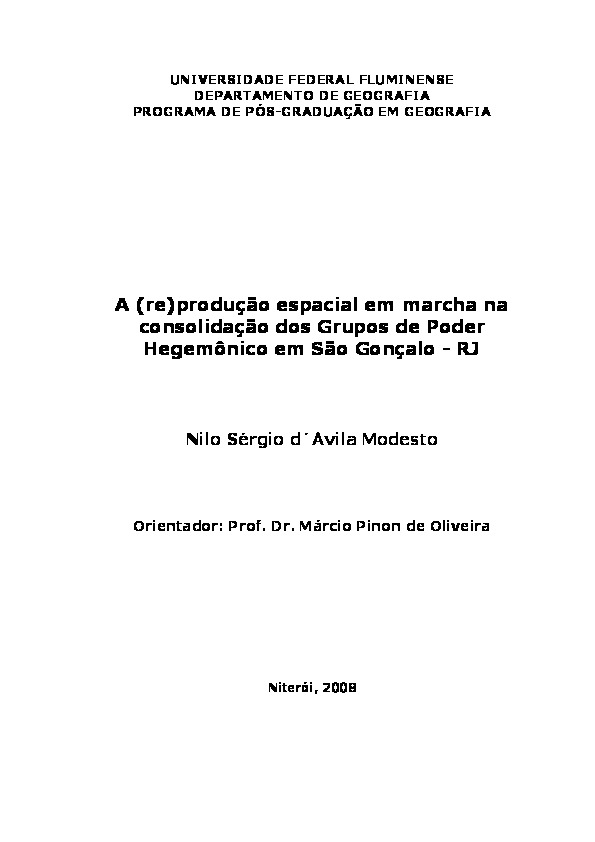 UNIVERSIDADE FEDERAL FLUMINENSE
DEPARTAMENTO DE GEOGRAFIA
PROGRAMA DE PÓS-GRADUAÇÃO EM GEOGRAFIA
A (re)produção espacial em marcha na
consolidação dos Grupos de Poder
Hegemônico em São Gonçalo - RJ
Nilo Sérgio d´Avila Modesto
Orientador: Prof. Dr. Márcio Pinon de Oliveira
Niterói, 2008